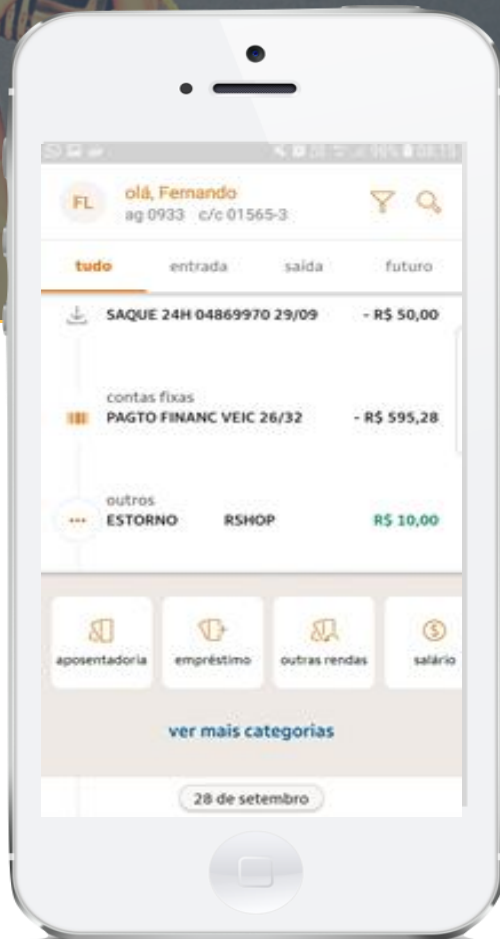 FL
olá, Fernando
ag 0933 c/c 01565-3
tudo entrada saída futuro
SAQUE 24H 04869970 29/09 - R$ 50,00
contas fixas
PAGTO FINANC VEIC 26/32 - R$ 595,28
outros
ESTORNO RSHOP R$ 10,00
aposentadoria empréstimo outras rendas salário
ver mais categorias
28 de setembro